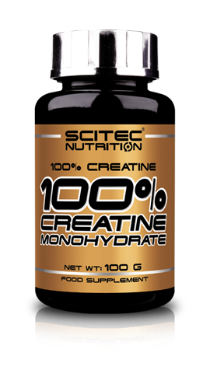 SCITEC
NUTRITION
100% CREATINE
100%
CREATINE
MONOHYDRATE
NET WT: 100 G
FOOD SUPPLEMENT